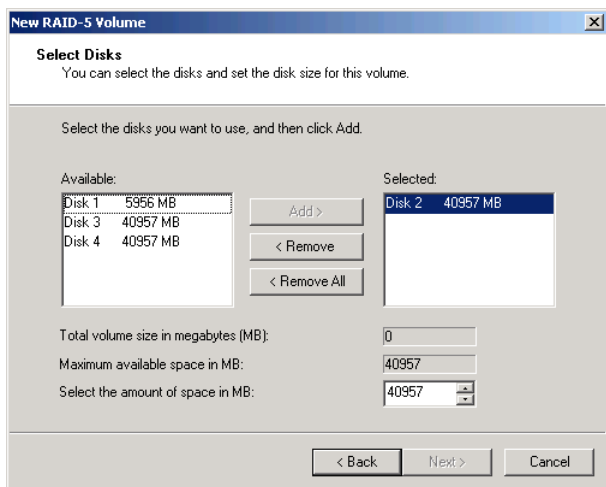 New RAID-5 Volume
Select Disks
You can select the disks and set the disk size for this volume.
Select the disks you want to use, and then click Add.
Available:
Selected:
Disk 1 5956 MB
Disk 3 40957 MB
Disk 4 40957 MB
Add >
< Remove
< Remove All
Disk 2 40957 MB
Total volume size in megabytes (MB):
0
Maximum available space in MB:
40957
Select the amount of space in MB:
40957
< Back
Next >
Cancel